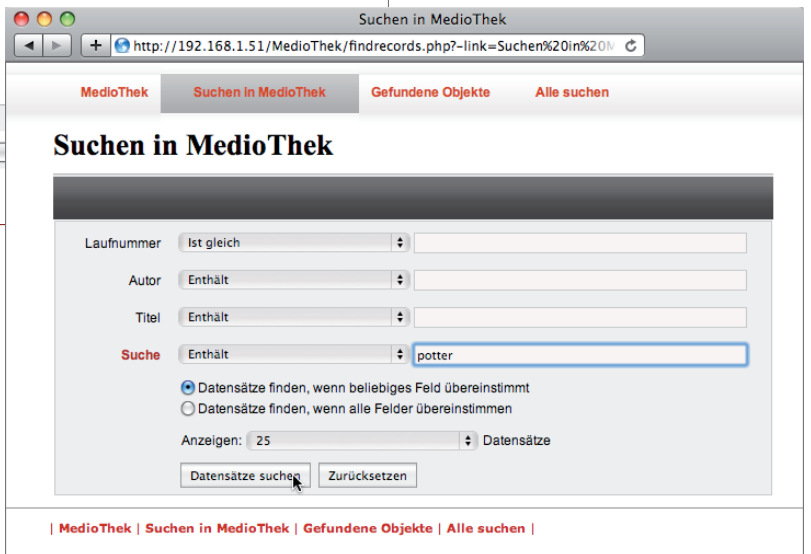 Suchen in MedioThek
http://192.168.1.51/MedioThek/findrecords.php?-link=Suchen%20in%20M
MedioThek Suchen in MedioThek Gefundene Objekte Alle suchen
Suchen in MedioThek
Laufnummer Ist gleich
Autor Enthält
Titel Enthält
Suche Enthält potter
Datensätze finden, wenn beliebiges Feld übereinstimmt
Datensätze finden, wenn alle Felder übereinstimmen
Anzeigen: 25 Datensätze
Datensätze suchen Zurücksetzen
| MedioThek | Suchen in MedioThek | Gefundene Objekte | Alle suchen |